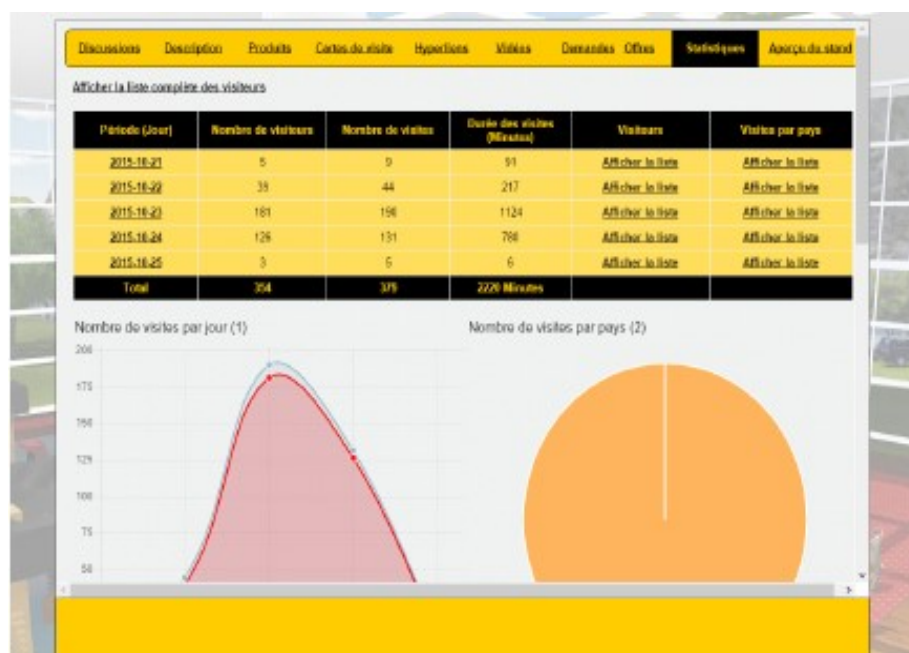 Discussions Description Produits Cartes de visite Hyperliens Vidéos Demandes Offres Statistiques Aperçu du stand
Afficher la liste complète des visiteurs
Période (Jour) Nombre de visiteurs Nombre de visites Durée des visites (Minutes) Visiteurs Visites par pays
2015-10-21 5 9 91 Afficher la liste Afficher la liste
2015-10-22 39 44 217 Afficher la liste Afficher la liste
2015-10-23 181 190 1124 Afficher la liste Afficher la liste
2015-10-24 126 131 780 Afficher la liste Afficher la liste
2015-10-25 3 5 6 Afficher la liste Afficher la liste
Total 354 379 2220 Minutes
Nombre de visites par jour (1) Nombre de visites par pays (2)
200
175
150
125
100
75
50